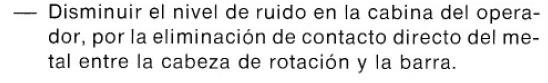 — Disminuir el nivel de ruido en la cabina del opera-
dor, por la eliminación de contacto directo del me-
tal entre la cabeza de rotación y la barra.